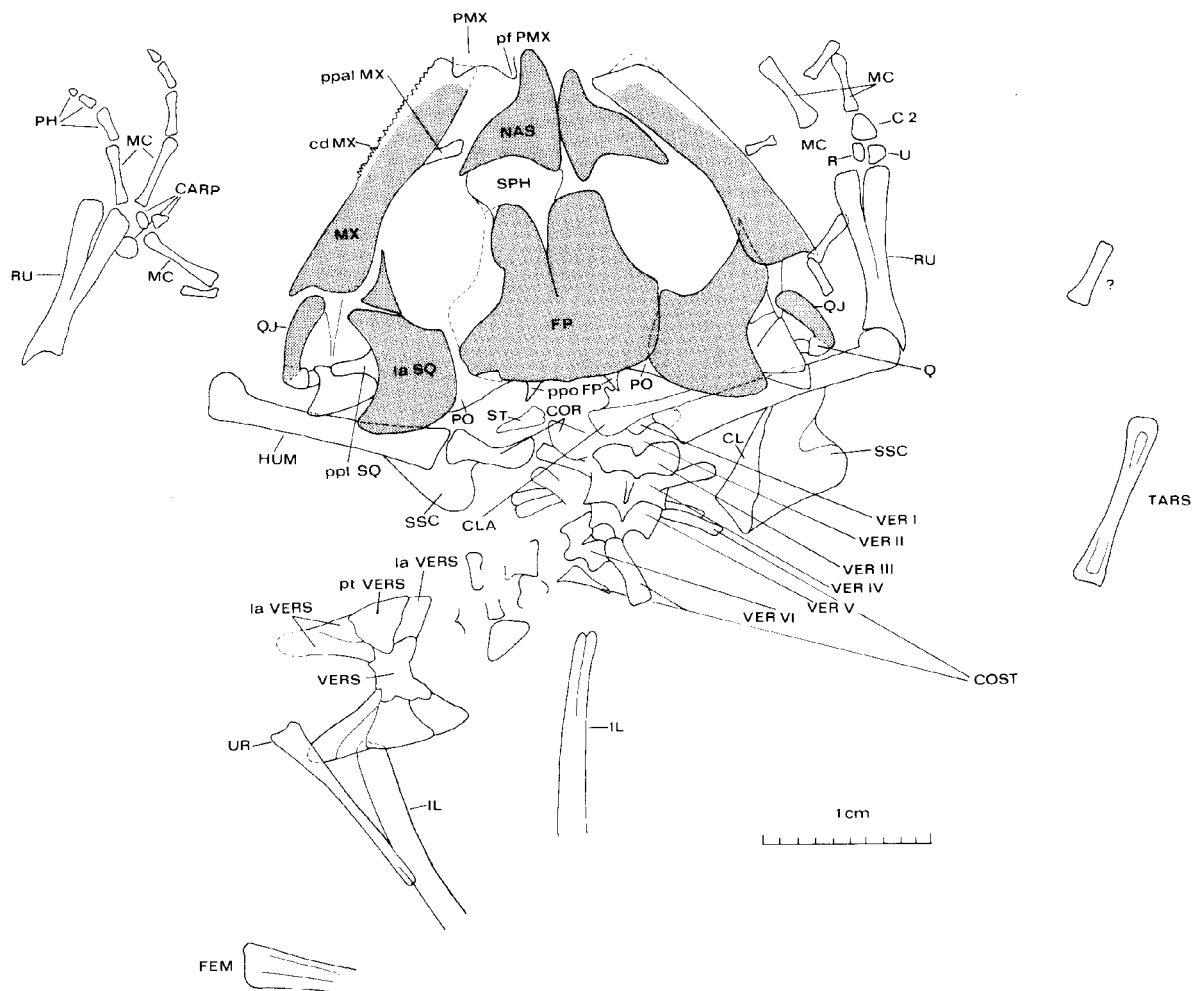 PMX
pf PMX
ppal MX
MC
PH
NAS
C 2
MC
cd MX
MC
R
U
CARP
SPH
MX
RU
MC
RU
?
QJ
QJ
FP
la SQ
Q
PO
ppo FP
PO
ST
COR
HUM
CL
SSC
ppl SQ
TARS
SSC
CLA
VER I
VER II
la VERS
VER III
pt VERS
VER IV
la VERS
VER V
VER VI
VERS
COST
IL
UR
IL
1 cm
FEM